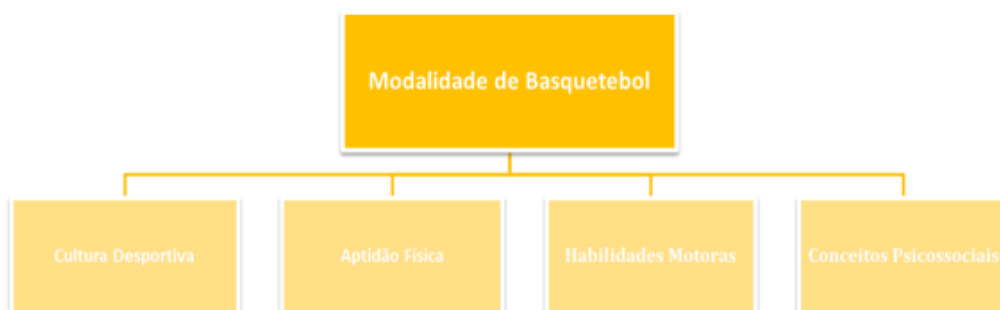 Modalidade de Basquetebol
Cultura Desportiva
Aptidão Física
Habilidades Motoras
Conceitos Psicossociais